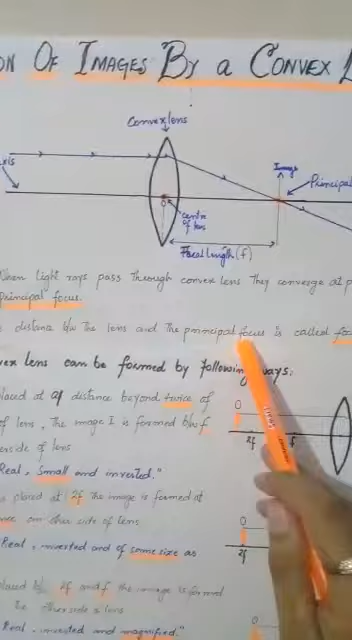 ON OF IMAGES BY A CONVEX L
Convexlens
axis
Image
Principal
O
centre
of lens
Focal length (f)
When light rays pass through convex lens They converge at p
"principal" focus.
distance b/w The lens and The principal focus is called fo
vex lens can be formed by following ways:
O
placed at a distance beyond twice of
of lens, The image I is formed b/w f
erside of lens
O
2f
f
Real, Small and inverted."
s placed at 2f The image is formed at
nce on other side of lens
O
Real, inverted and of same size as
2f
placed b/w 2f and f the image is formed
the other side of lens
Real, inverted and magnified."
O